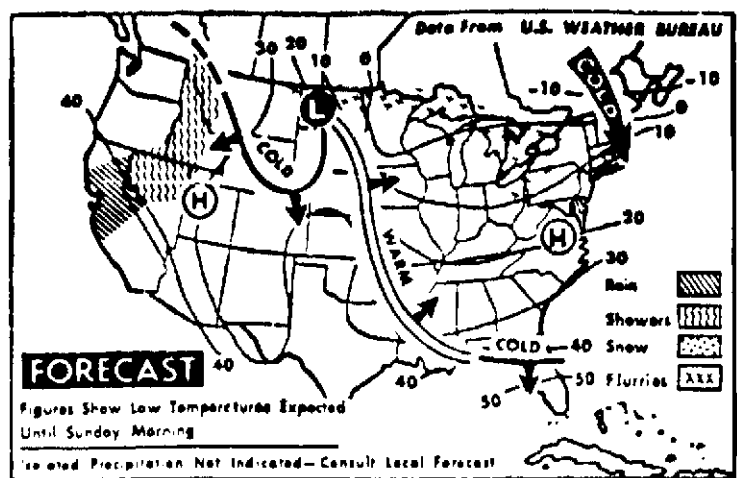 Data From U.S. WEATHER BUREAU
30
20
10
0
-10
COLD
-10
0
10
40
L
COLD
H
WARM
H
20
30
Rain
Showers
COLD
40
Snow
40
40
50
50
Flurries
XXX
FORECAST
Figures Show Low Temperatures Expected
Until Sunday Morning
Isolated Precipitation Not Indicated—Consult Local Forecast